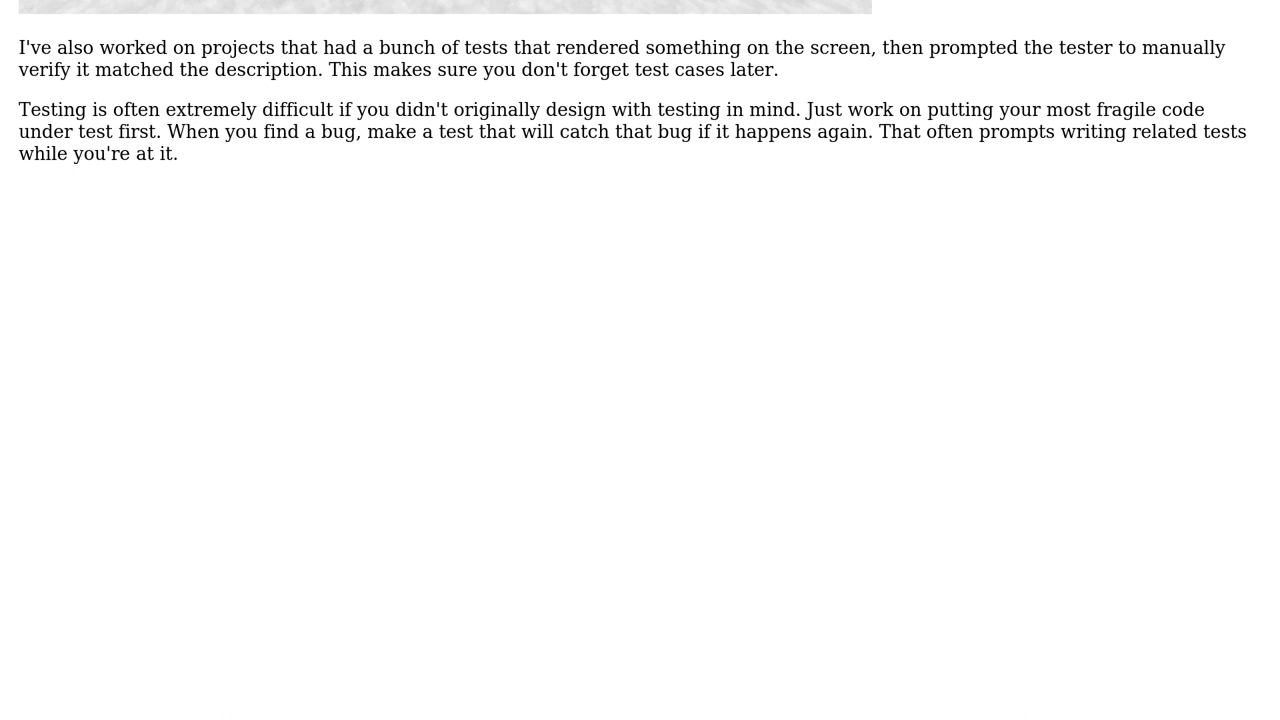 I've also worked on projects that had a bunch of tests that rendered something on the screen, then prompted the tester to manually
verify it matched the description. This makes sure you don't forget test cases later.
Testing is often extremely difficult if you didn't originally design with testing in mind. Just work on putting your most fragile code
under test first. When you find a bug, make a test that will catch that bug if it happens again. That often prompts writing related tests
while you're at it.